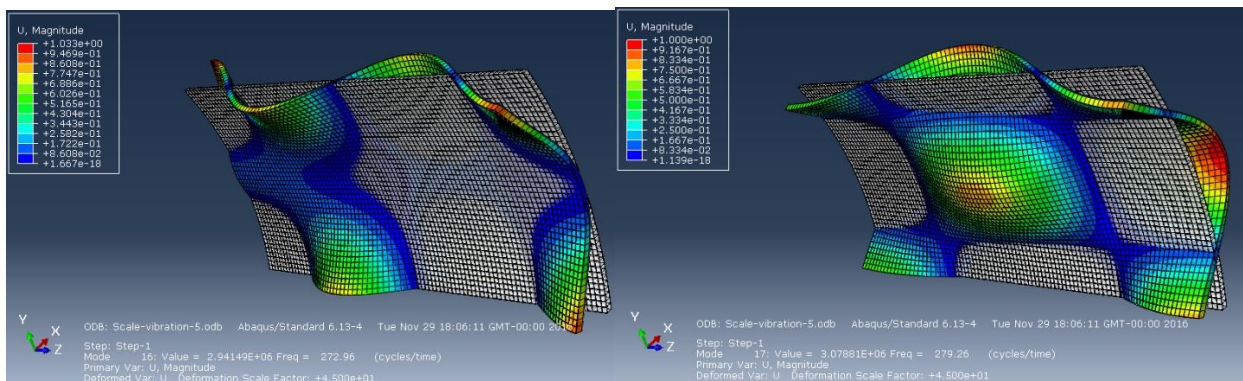 U, Magnitude
+1.033e+00
+9.469e-01
+8.608e-01
+7.747e-01
+6.886e-01
+6.026e-01
+5.165e-01
+4.304e-01
+3.443e-01
+2.582e-01
+1.722e-01
+8.608e-02
+1.667e-18
Y
X
Z
ODB: Scale-vibration-5.odb Abaqus/Standard 6.13-4 Tue Nov 29 18:06:11 GMT-00:00
Step: Step-1
Mode 16: Value = 2.94149E+06 Freq = 272.96 (cycles/time)
Primary Var: U, Magnitude
Deformed Var: U Deformation Scale Factor: +4.500e+01
U, Magnitude
+1.000e+00
+9.167e-01
+8.334e-01
+7.500e-01
+6.667e-01
+5.834e-01
+5.000e-01
+4.167e-01
+3.334e-01
+2.500e-01
+1.667e-01
+8.334e-02
+1.139e-18
Y
X
Z
ODB: Scale-vibration-5.odb Abaqus/Standard 6.13-4 Tue Nov 29 18:06:11 GMT-00:00 2016
Step: Step-1
Mode 17: Value = 3.07881E+06 Freq = 279.26 (cycles/time)
Primary Var: U, Magnitude
Deformed Var: U Deformation Scale Factor: +4.500e+01